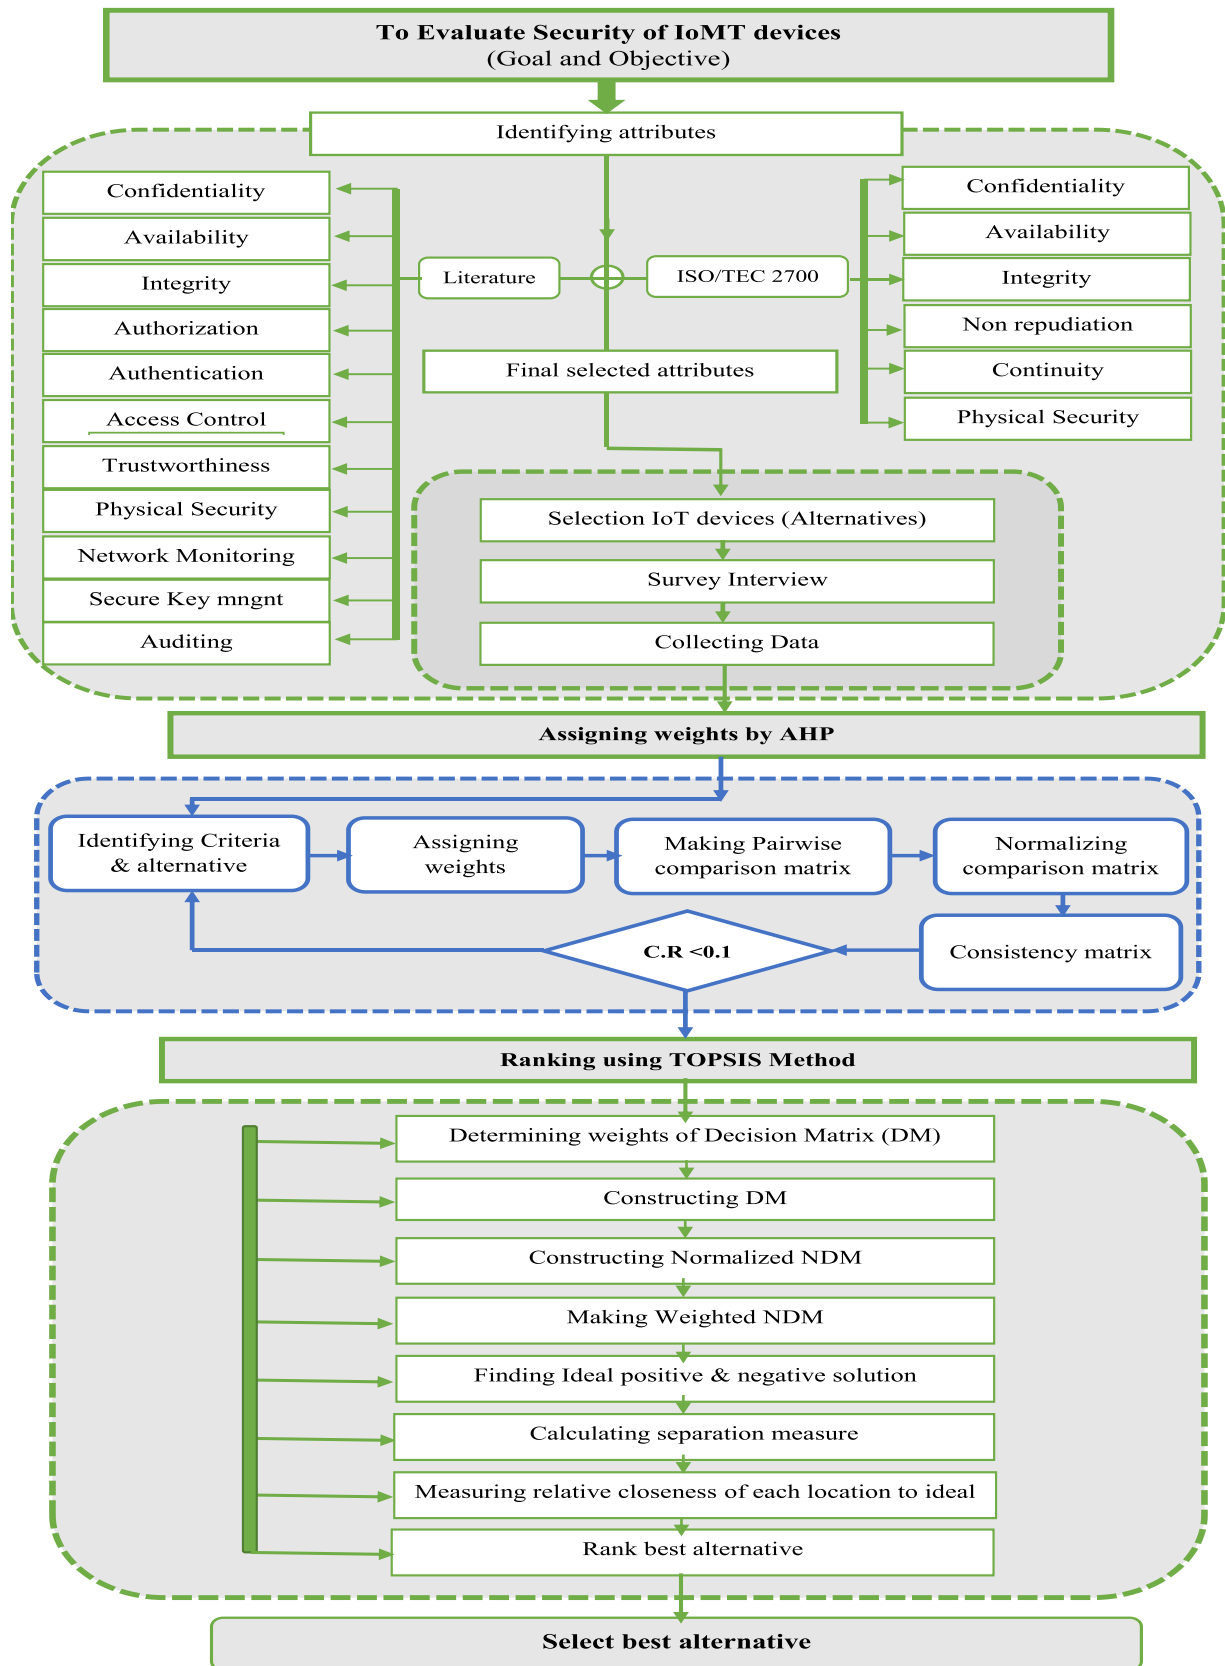 To Evaluate Security of IoMT devices
(Goal and Objective)
Identifying attributes
Confidentiality
Availability
Integrity
Authorization
Authentication
Access Control
Trustworthiness
Physical Security
Network Monitoring
Secure Key mngnt
Auditing
Literature
ISO/TEC 2700
Confidentiality
Availability
Integrity
Non repudiation
Continuity
Physical Security
Final selected attributes
Selection IoT devices (Alternatives)
Survey Interview
Collecting Data
Assigning weights by AHP
Identifying Criteria
& alternative
Assigning
weights
Making Pairwise
comparison matrix
Normalizing
comparison matrix
Consistency matrix
C.R <0.1
Ranking using TOPSIS Method
Determining weights of Decision Matrix (DM)
Constructing DM
Constructing Normalized NDM
Making Weighted NDM
Finding Ideal positive & negative solution
Calculating separation measure
Measuring relative closeness of each location to ideal
Rank best alternative
Select best alternative